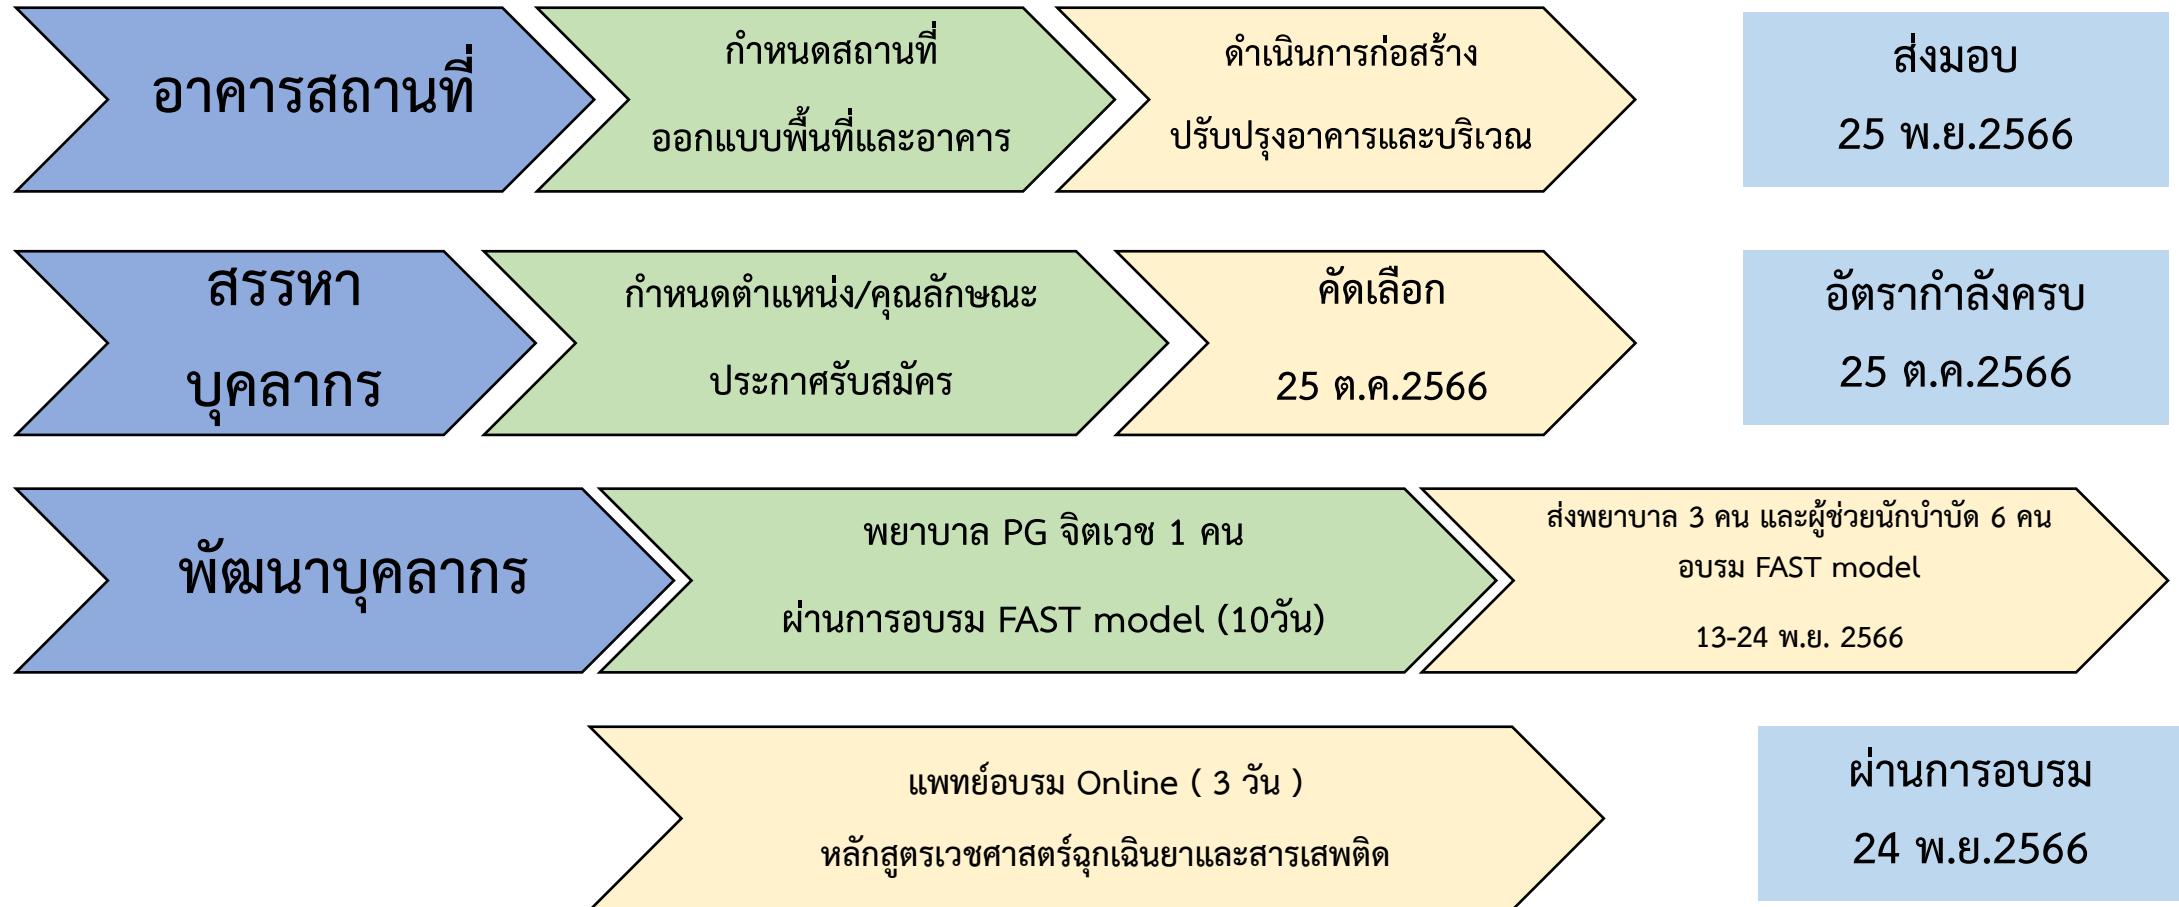 อาคารสถานที่
กำหนดสถานที่
ออกแบบพื้นที่และอาคาร
ดำเนินการก่อสร้าง
ปรับปรุงอาคารและบริเวณ
ส่งมอบ
25 พ.ย.2566
สรรหา
บุคลากร
กำหนดตำแหน่ง/คุณลักษณะ
ประกาศรับสมัคร
คัดเลือก
25 ต.ค.2566
อัตรากำลังครบ
25 ต.ค.2566
พัฒนาบุคลากร
พยาบาล PG จิตเวช 1 คน
ผ่านการอบรม FAST model (10วัน)
ส่งพยาบาล 3 คน และผู้ช่วยนักบำบัด 6 คน
อบรม FAST model
13-24 พ.ย. 2566
แพทย์อบรม Online ( 3 วัน )
หลักสูตรเวชศาสตร์ฉุกเฉินยาและสารเสพติด
ผ่านการอบรม
24 พ.ย.2566